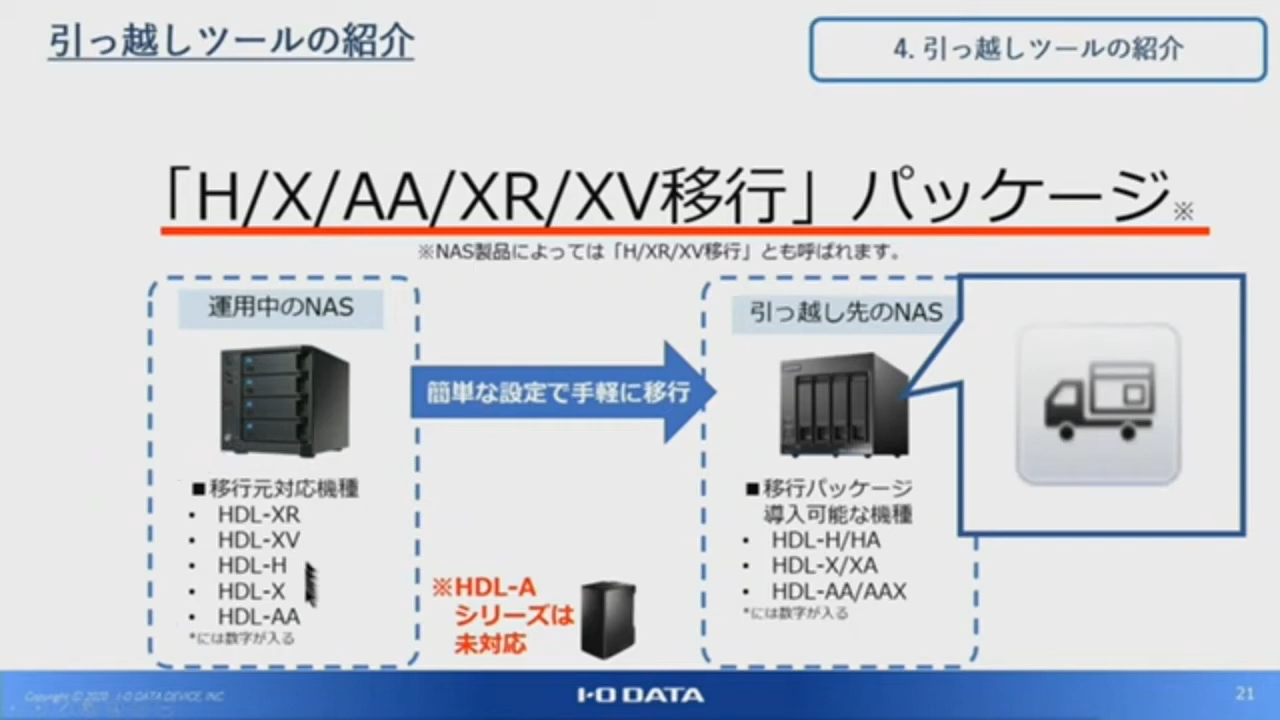 引っ越しツールの紹介
4. 引っ越しツールの紹介
「H/X/AA/XR/XV移行」パッケージ※
※NAS製品によっては「H/XR/XV移行」とも呼ばれます。
運用中のNAS
■移行元対応機種
• HDL-XR
• HDL-XV
• HDL-H
• HDL-X
• HDL-AA
*には数字が入る
簡単な設定で手軽に移行
※HDL-A
シリーズは
未対応
引っ越し先のNAS
■移行パッケージ
導入可能な機種
• HDL-H/HA
• HDL-X/XA
• HDL-AA/AAX
*には数字が入る
Copyright © 2020 I-O DATA DEVICE, INC.
I-O DATA
21